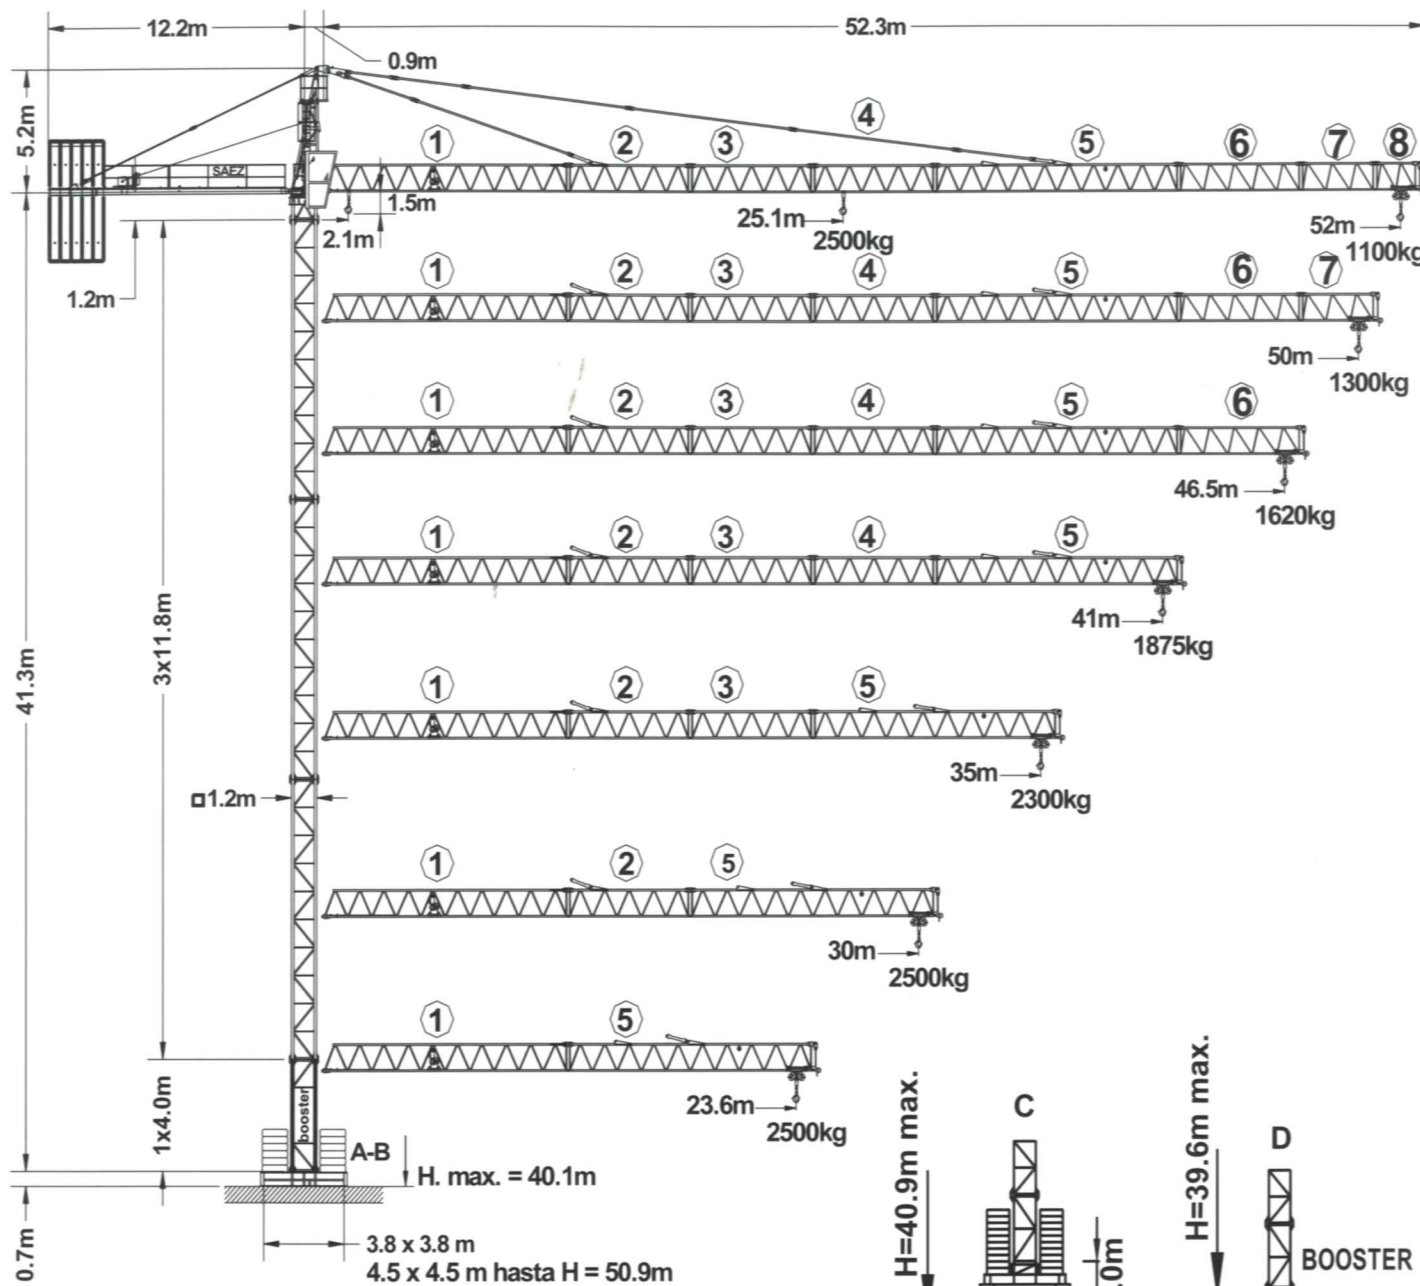 12.2m
52.3m
0.9m
5.2m
4
1 2 3 5 6 7 8
SAEZ
1.5m
2.1m
25.1m
2500kg
52m
1100kg
1.2m
1 2 3 4 5 6 7
50m
1300kg
1 2 3 4 5 6
46.5m
1620kg
1 2 3 4 5
41m
1875kg
41.3m
3x11.8m
1 2 3 5
35m
2300kg
1.2m
1 2 5
30m
2500kg
1 5
23.6m
2500kg
1x4.0m
booster
A-B
H. max. = 40.1m
0.7m
3.8 x 3.8 m
4.5 x 4.5 m hasta H = 50.9m
H=40.9m max.
C
.0m
H=39.6m max.
D
BOOSTER